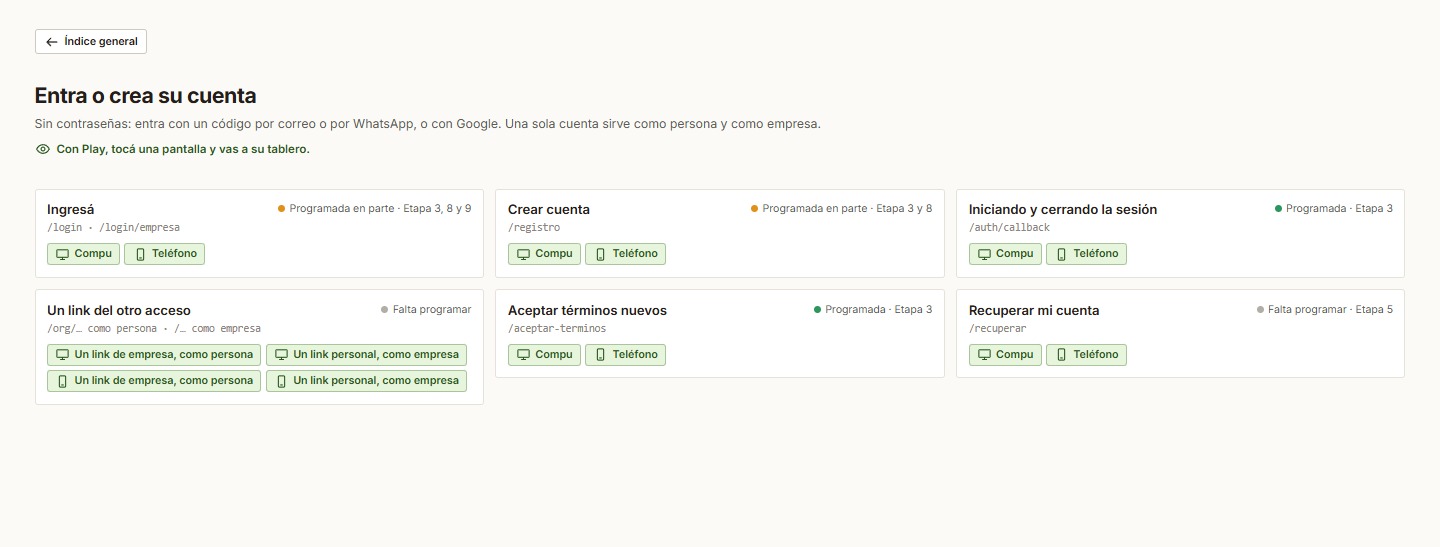 Índice general
Entra o crea su cuenta
Sin contraseñas: entra con un código por correo o por WhatsApp, o con Google. Una sola cuenta sirve como persona y como empresa.
Con Play, tocá una pantalla y vas a su tablero.
Ingresá
Programada en parte · Etapa 3, 8 y 9
/login · /login/empresa
Compu
Teléfono
Crear cuenta
Programada en parte · Etapa 3 y 8
/registro
Compu
Teléfono
Iniciando y cerrando la sesión
Programada · Etapa 3
/auth/callback
Compu
Teléfono
Un link del otro acceso
Falta programar
/org/… como persona · /… como empresa
Un link de empresa, como persona
Un link personal, como empresa
Un link de empresa, como persona
Un link personal, como empresa
Aceptar términos nuevos
Programada · Etapa 3
/aceptar-terminos
Compu
Teléfono
Recuperar mi cuenta
Falta programar · Etapa 5
/recuperar
Compu
Teléfono